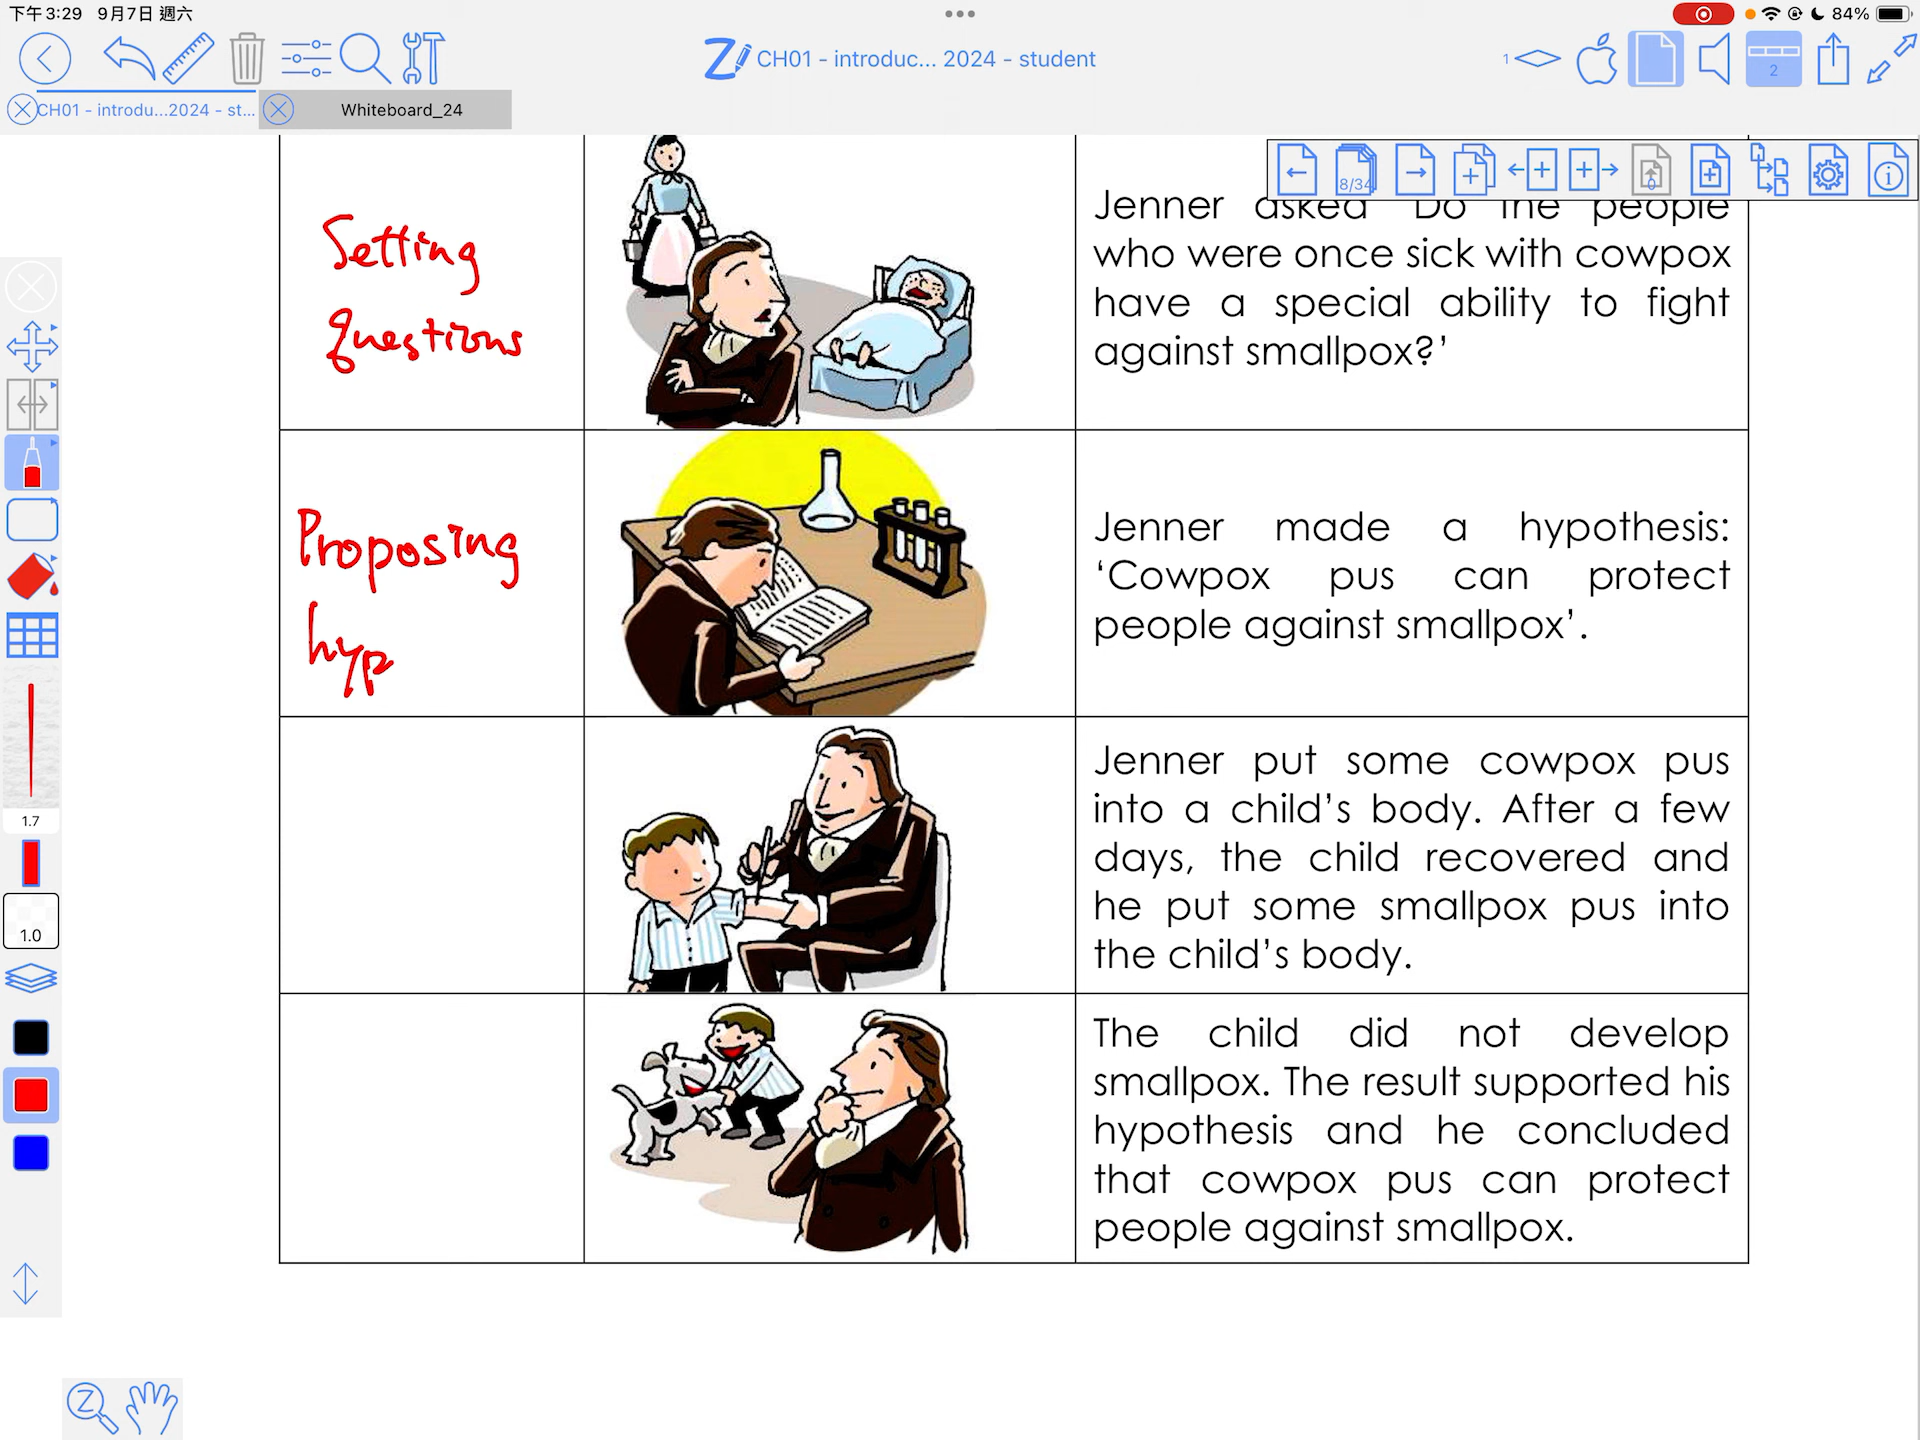 下午3:29 9月7日 週六
84%
CH01 - introduc... 2024 - student
1
2
CH01 - introdu...2024 - st...
Whiteboard_24
8/34
0
Setting
questions
Jenner asked 'Do the people
who were once sick with cowpox
have a special ability to fight
against smallpox?’
Proposing
hyp
Jenner made a hypothesis:
‘Cowpox pus can protect
people against smallpox’.
Jenner put some cowpox pus
into a child’s body. After a few
days, the child recovered and
he put some smallpox pus into
the child’s body.
The child did not develop
smallpox. The result supported his
hypothesis and he concluded
that cowpox pus can protect
people against smallpox.
1.7
1.0